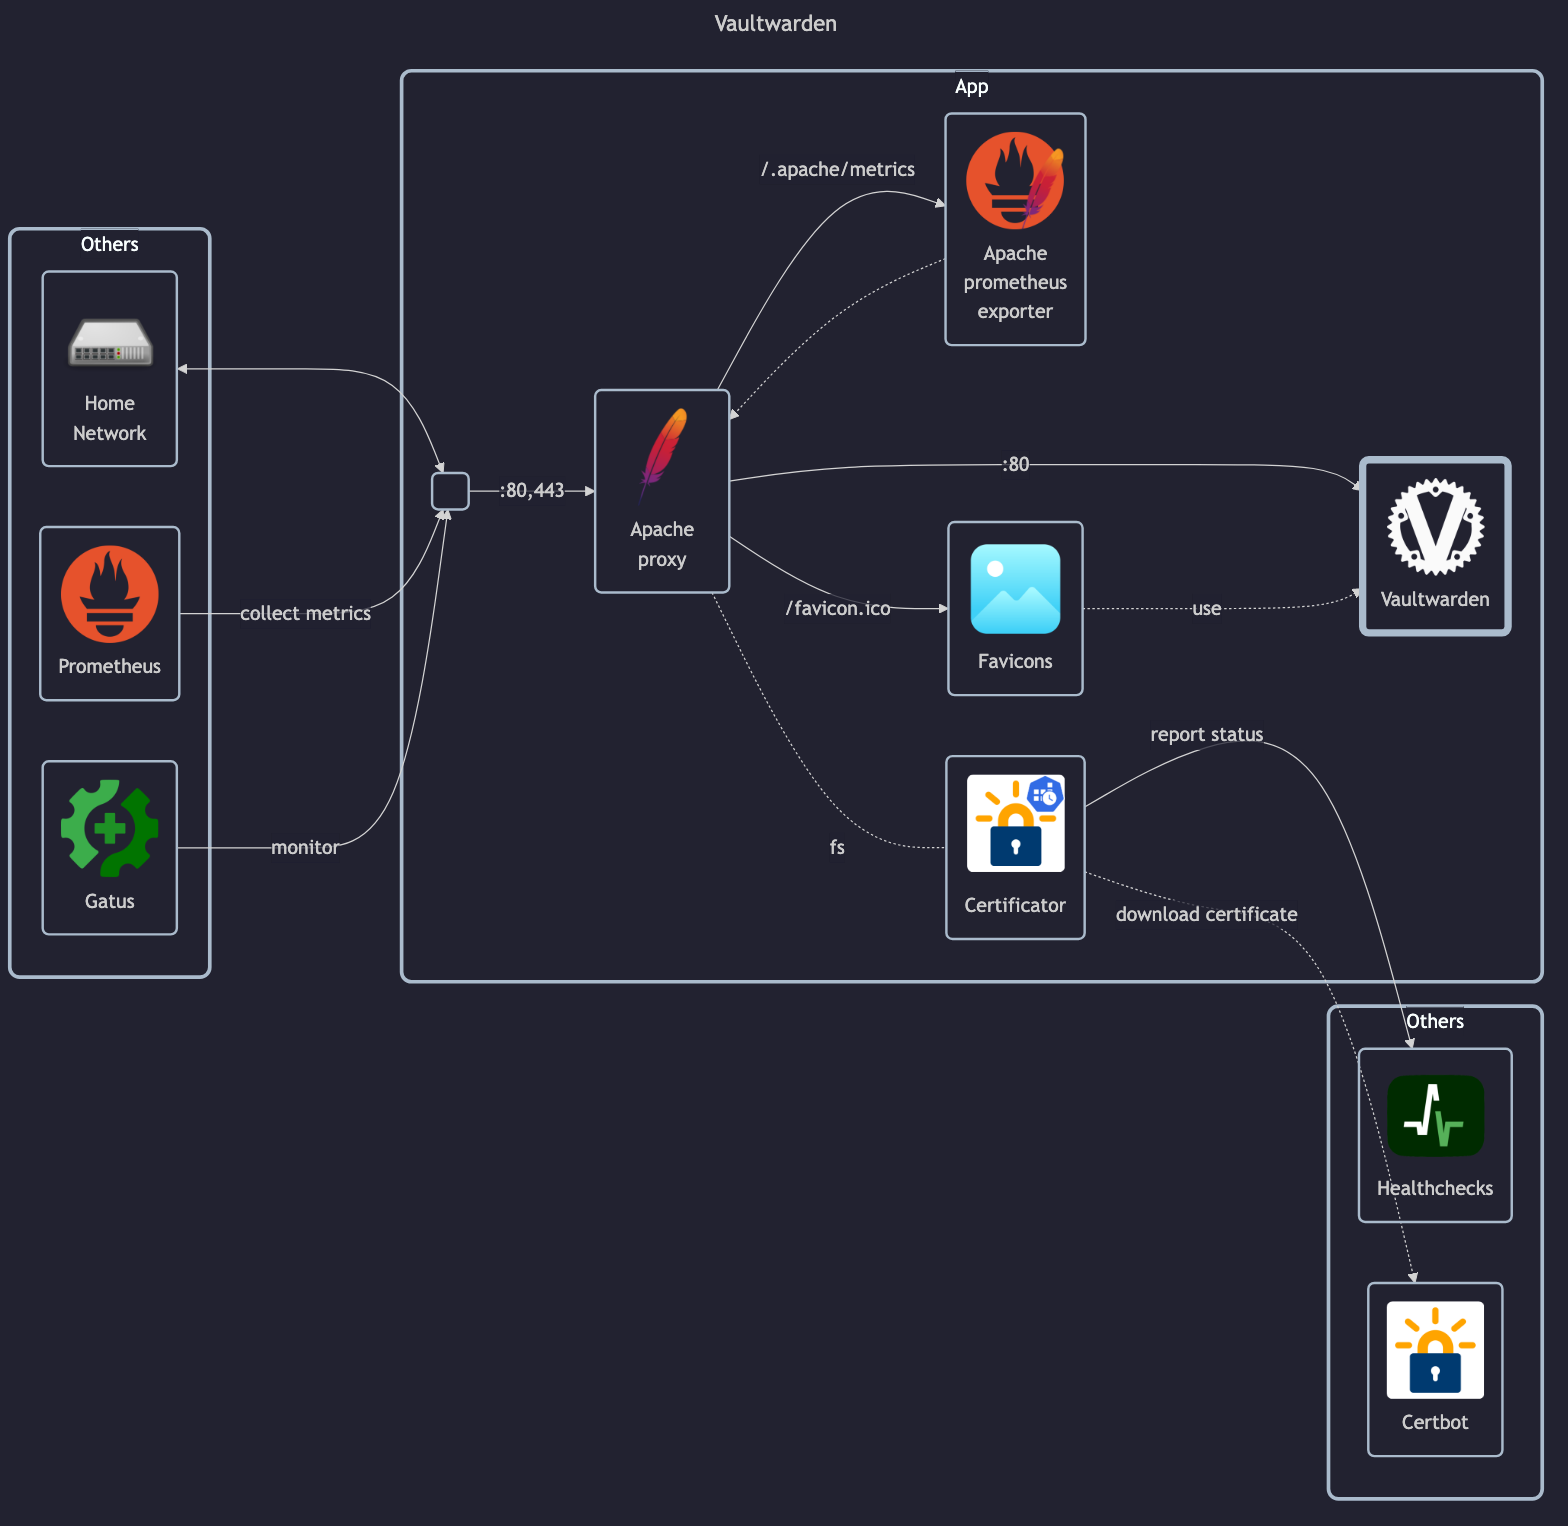 Vaultwarden
App
/.apache/metrics
Apache
prometheus
exporter
Others
Home
Network
:80,443
Apache
proxy
:80
Vaultwarden
collect metrics
Prometheus
/favicon.ico
use
Favicons
monitor
Gatus
fs
report status
Certificator
download certificate
Others
Healthchecks
Certbot